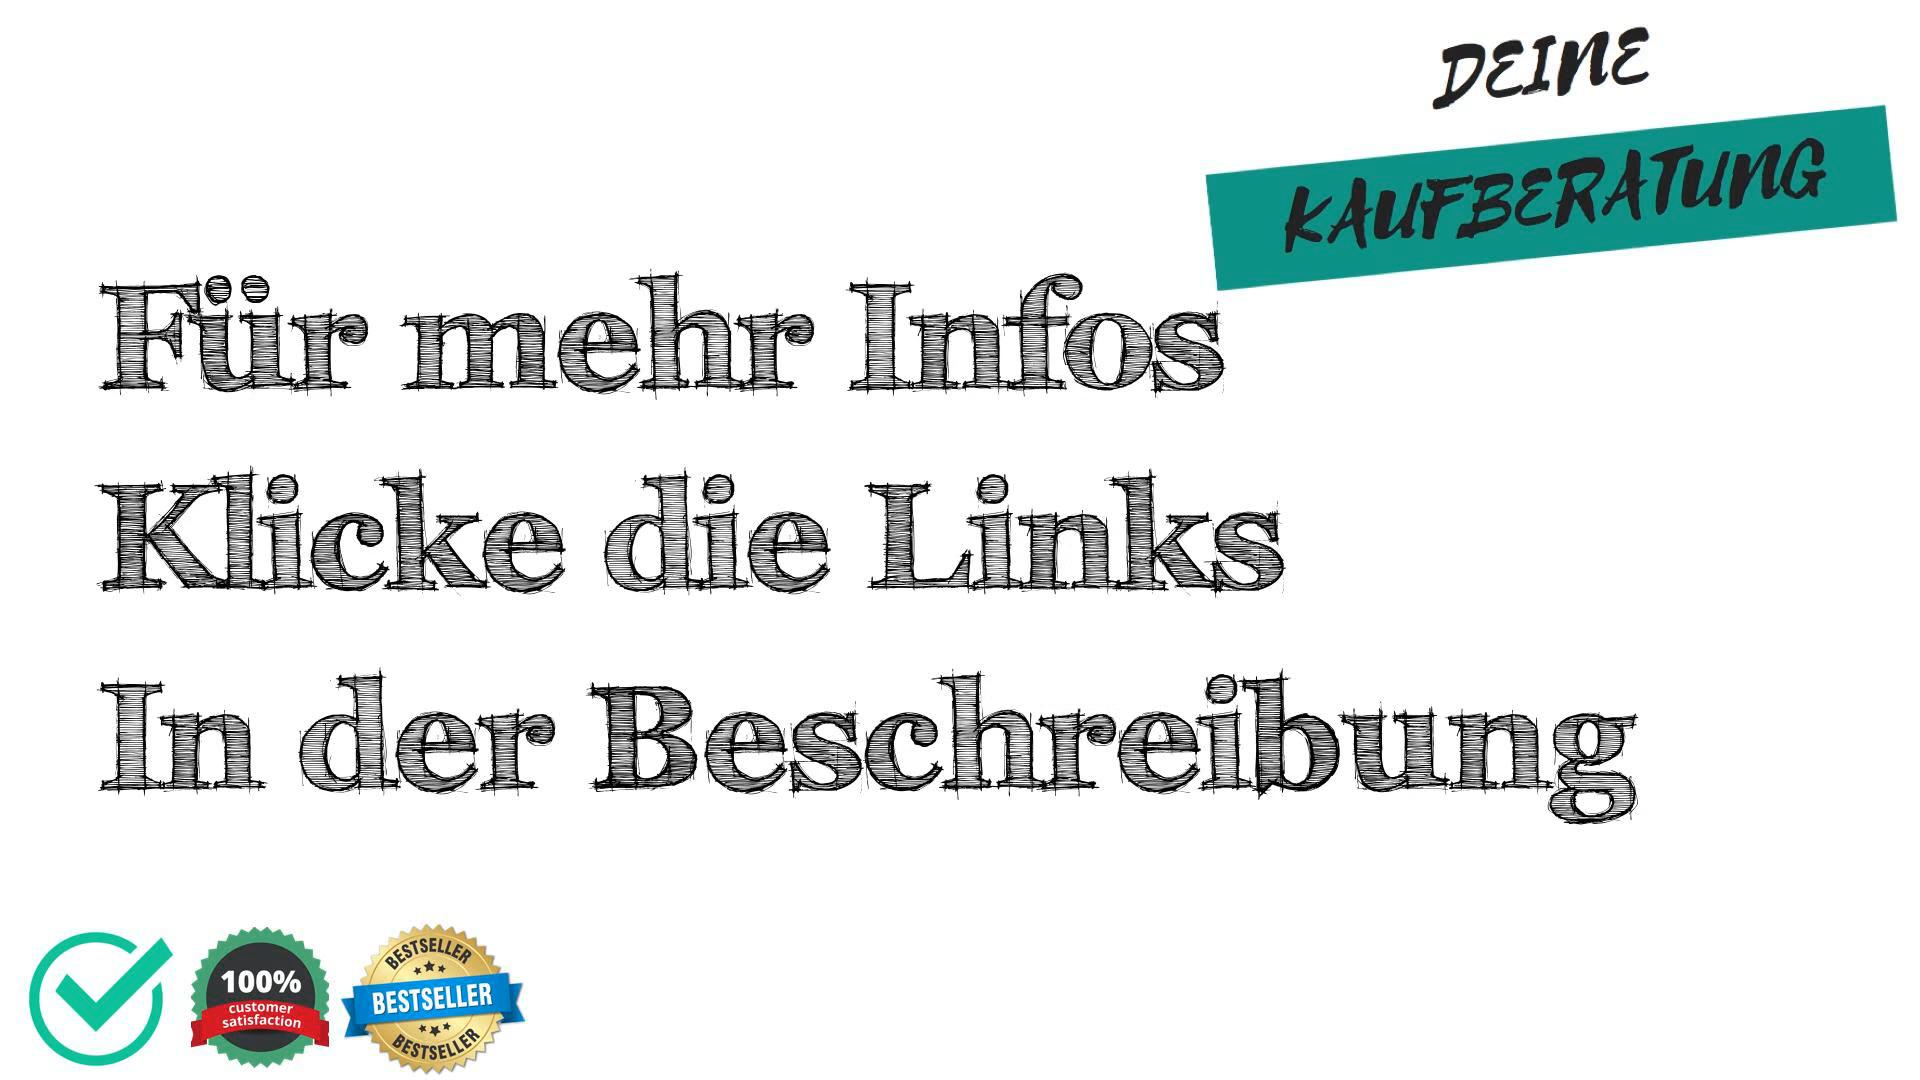 DEINE
KAUFBERATUNG
Für mehr Infos
Klicke die Links
In der Beschreibung
100%
customer
satisfaction
BESTSELLER
BESTSELLER
BESTSELLER